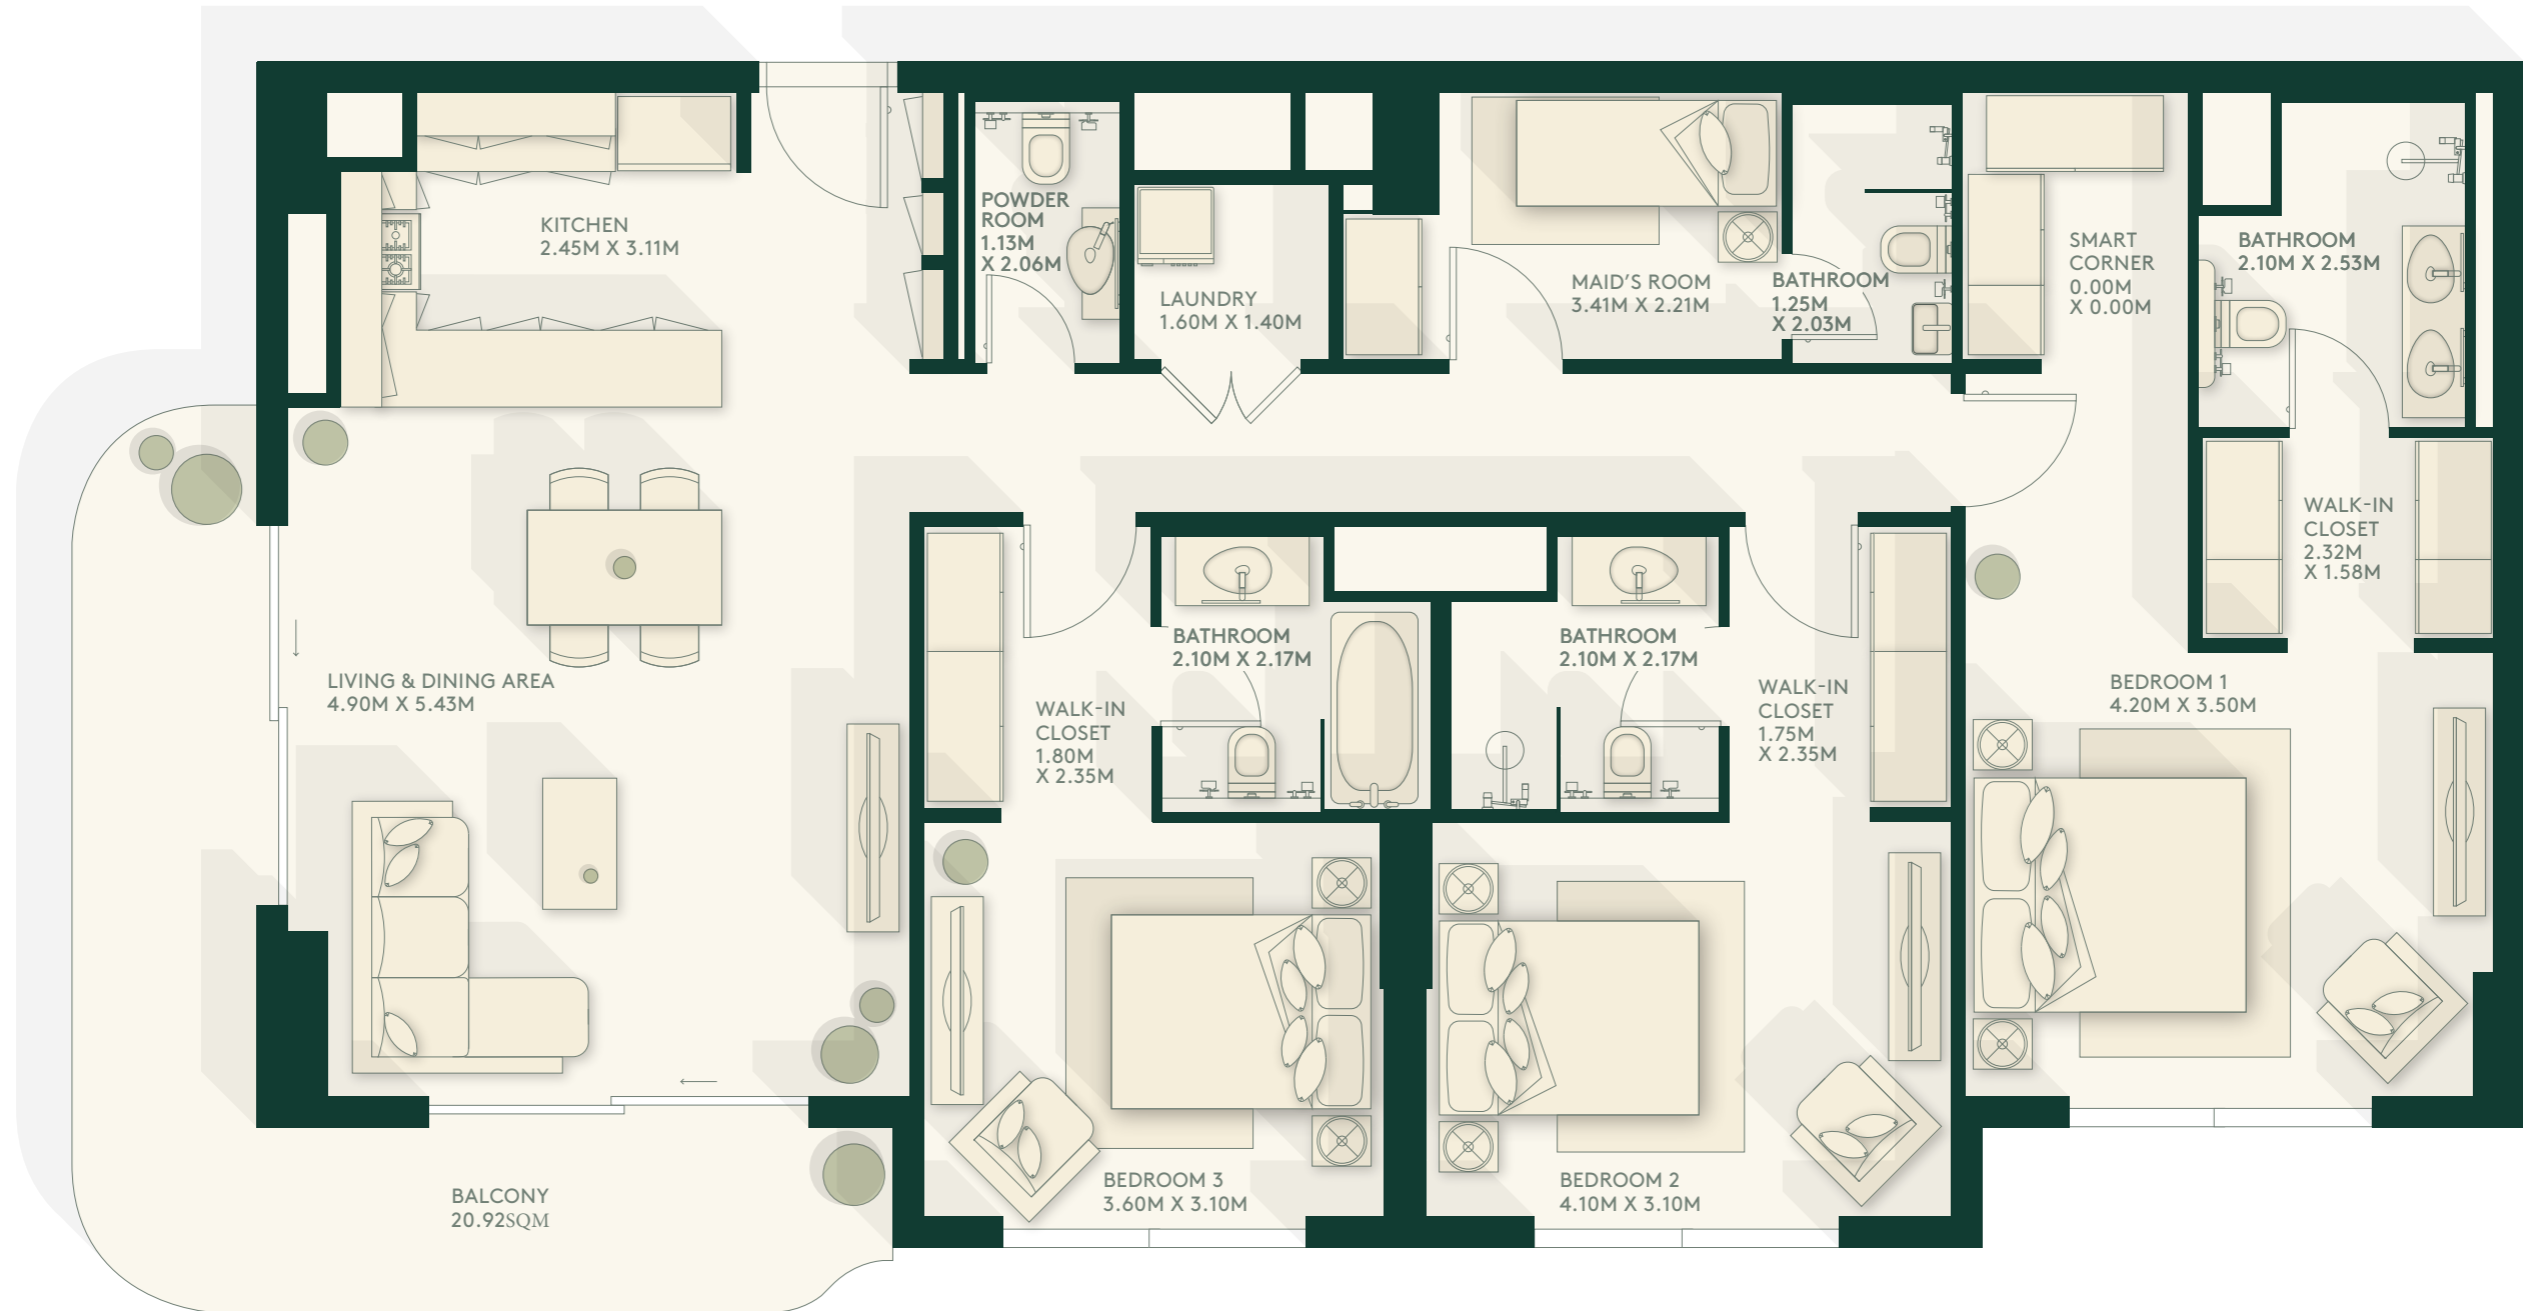 KITCHEN
2.45M X 3.11M
POWDER
ROOM
1.13M
X 2.06M
LAUNDRY
1.60M X 1.40M
MAID'S ROOM
3.41M X 2.21M
BATHROOM
1.25M
X 2.03M
SMART
CORNER
0.00M
X 0.00M
BATHROOM
2.10M X 2.53M
WALK-IN
CLOSET
2.32M
X 1.58M
LIVING & DINING AREA
4.90M X 5.43M
WALK-IN
CLOSET
1.80M
X 2.35M
BATHROOM
2.10M X 2.17M
BATHROOM
2.10M X 2.17M
WALK-IN
CLOSET
1.75M
X 2.35M
BEDROOM 1
4.20M X 3.50M
BALCONY
20.92SQM
BEDROOM 3
3.60M X 3.10M
BEDROOM 2
4.10M X 3.10M